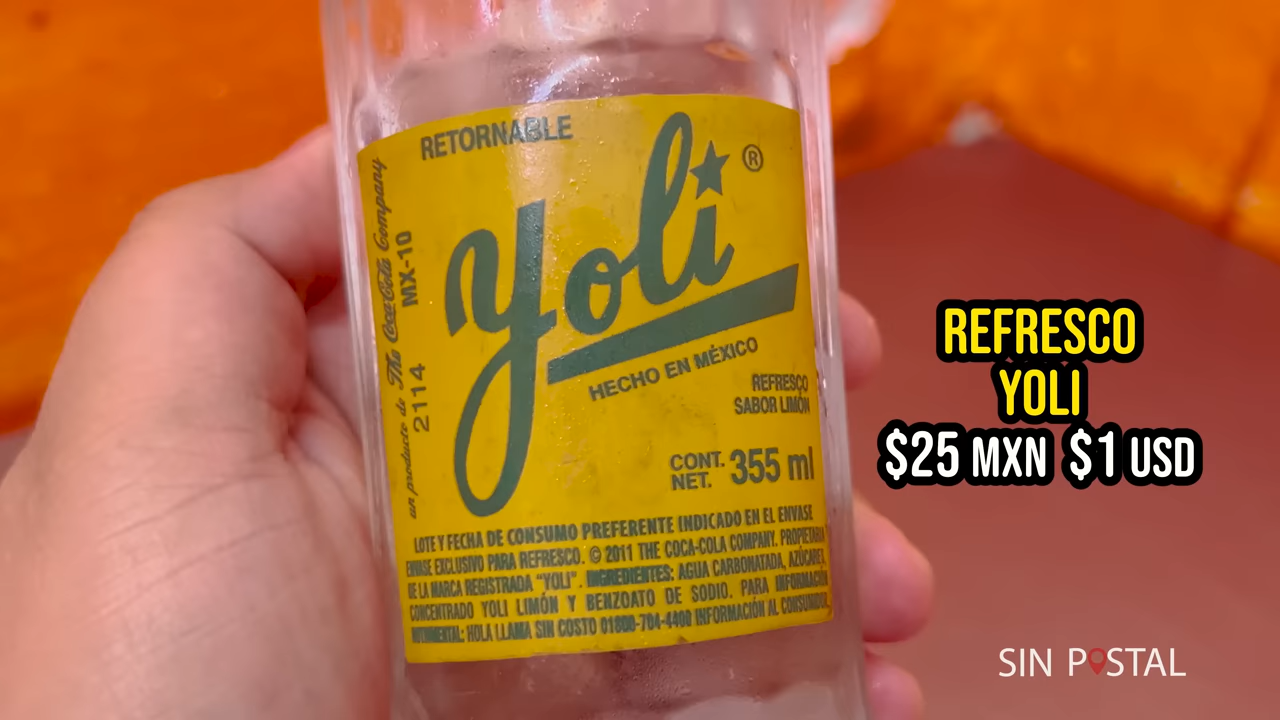 RETORNABLE
yoli ®
un producto de The Coca-Cola Company
2114 MX-10
HECHO EN MÉXICO
REFRESCO
SABOR LIMÓN
CONT.
NET. 355 ml
LOTE Y FECHA DE CONSUMO PREFERENTE INDICADO EN EL ENVASE
ENVASE EXCLUSIVO PARA REFRESCO. © 2011 THE COCA-COLA COMPANY. PROPIETARIA
DE LA MARCA REGISTRADA "YOLI". INGREDIENTES: AGUA CARBONATADA, AZÚCARES,
CONCENTRADO YOLI LIMÓN Y BENZOATO DE SODIO. PARA INFORMACIÓN
HOLA LLAMA SIN COSTO 01800-704-4400 INFORMACIÓN AL CONSUMIDOR
REFRESCO
YOLI
$25 MXN $1 USD
SIN POSTAL